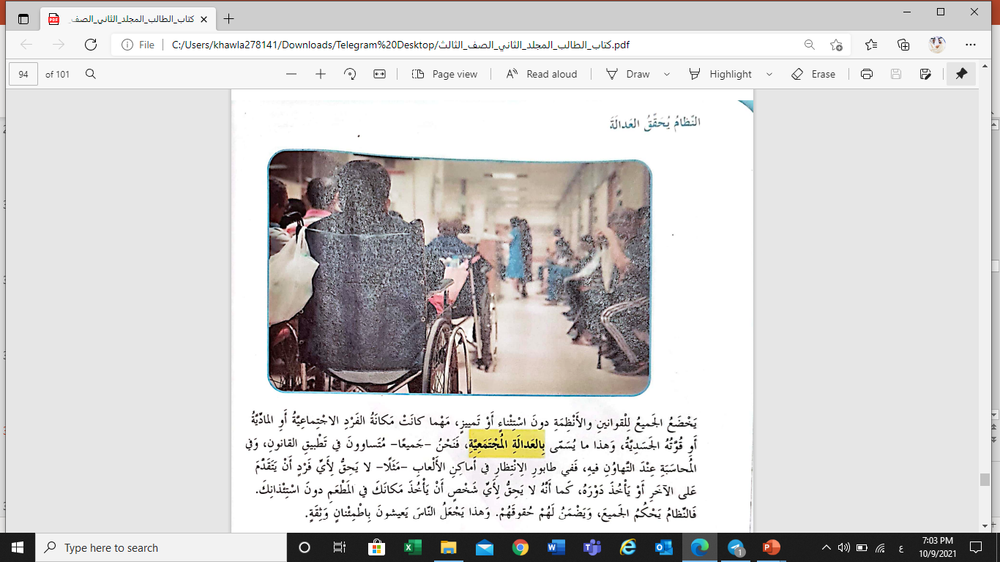 كتاب_الطالب_المجلد_الثاني_الصف_
File
C:/Users/khawla278141/Downloads/Telegram%20Desktop/كتاب_الطالب_المجلد_الثاني_الصف_الثالث.pdf
94 of 101
Page view
Read aloud
Draw
Highlight
Erase
النِّظامُ يُحَقِّقُ العَدالَةَ
يَخْضَعُ الجَميعُ لِلْقوانينِ والأَنْظِمَةِ دونَ اسْتِثْناءٍ أَوْ تَمييزٍ، مَهْما كانَتْ مَكانَةُ الفَرْدِ الاجْتِماعِيَّةُ أَوِ المادِّيَّةُ
أَوِ قُوَّتُهُ الجَسَدِيَّةُ، وَهذا ما يُسَمّى بِالعَدالَةِ المُجْتَمَعِيَّةِ، فَنَحْنُ –جَميعًا– مُتَساوونَ في تَطْبيقِ القانونِ، وَفي
المُحاسَبَةِ عِنْدَ التَّهاوُنِ فيهِ، فَفي طابورِ الِانْتِظارِ في أَماكِنِ الأَلْعابِ –مَثَلًا– لا يَحِقُّ لِأَيِّ فَرْدٍ أَنْ يَتَقَدَّمَ
عَلى الآخَرِ أَوْ يَأْخُذَ دَوْرَهُ، كَما أَنَّهُ لا يَحِقُّ لِأَيِّ شَخْصٍ أَنْ يَأْخُذَ مَكانَكَ في المَطْعَمِ دونَ اسْتِئْذانِكَ.
فَالنِّظامُ يَحْكُمُ الجَميعَ، وَيَضْمَنُ لَهُمْ حُقوقَهُمْ. وَهذا يَجْعَلُ النّاسَ يَعيشونَ بِاطْمِئْنانٍ وَثِقَةٍ.
Type here to search
ع
7:03 PM
10/9/2021